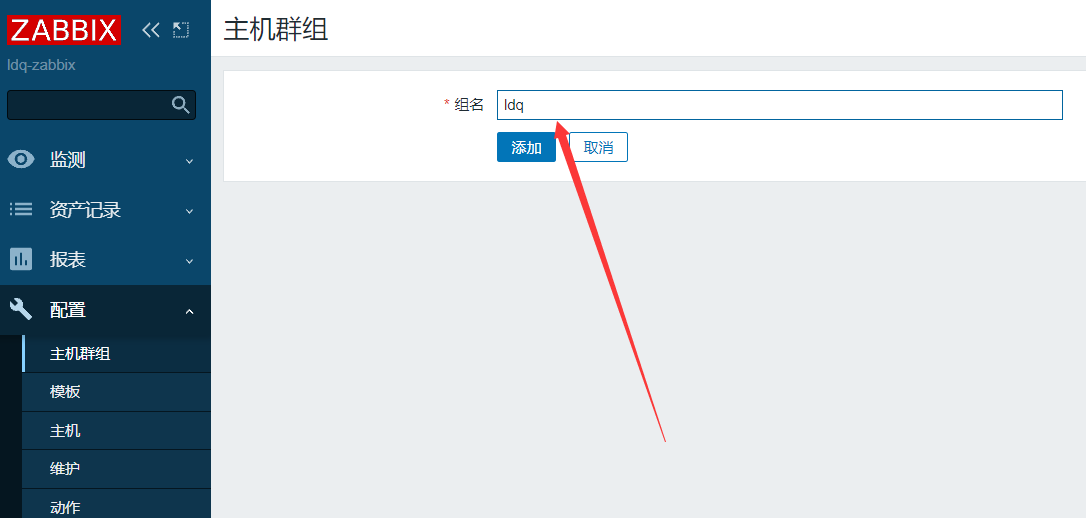 ZABBIX
ldq-zabbix
监测
资产记录
报表
配置
主机群组
模板
主机
维护
动作
主机群组
* 组名 ldq
添加 取消